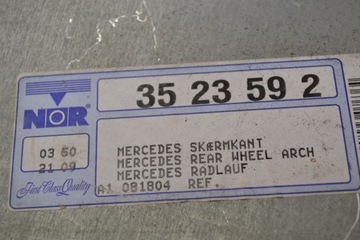 NOR
35 23 59 2
03 50
21 09
First Class Quality
MERCEDES SKÆRMKANT
MERCEDES REAR WHEEL ARCH
MERCEDES RADLAUF
A1 081804 REF.